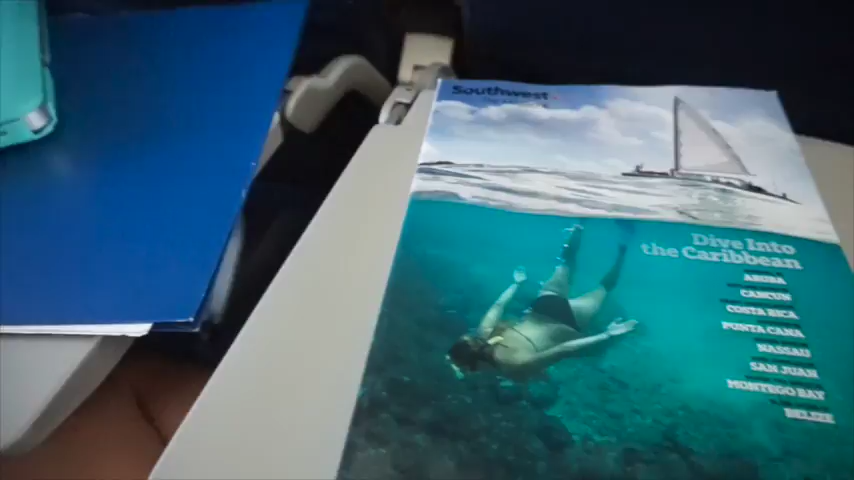 Southwest
Dive Into
the Caribbean
ARUBA
CANCUN
COSTA RICA
PUNTA CANA
NASSAU
SAN JUAN
MONTEGO BAY
BELIZE